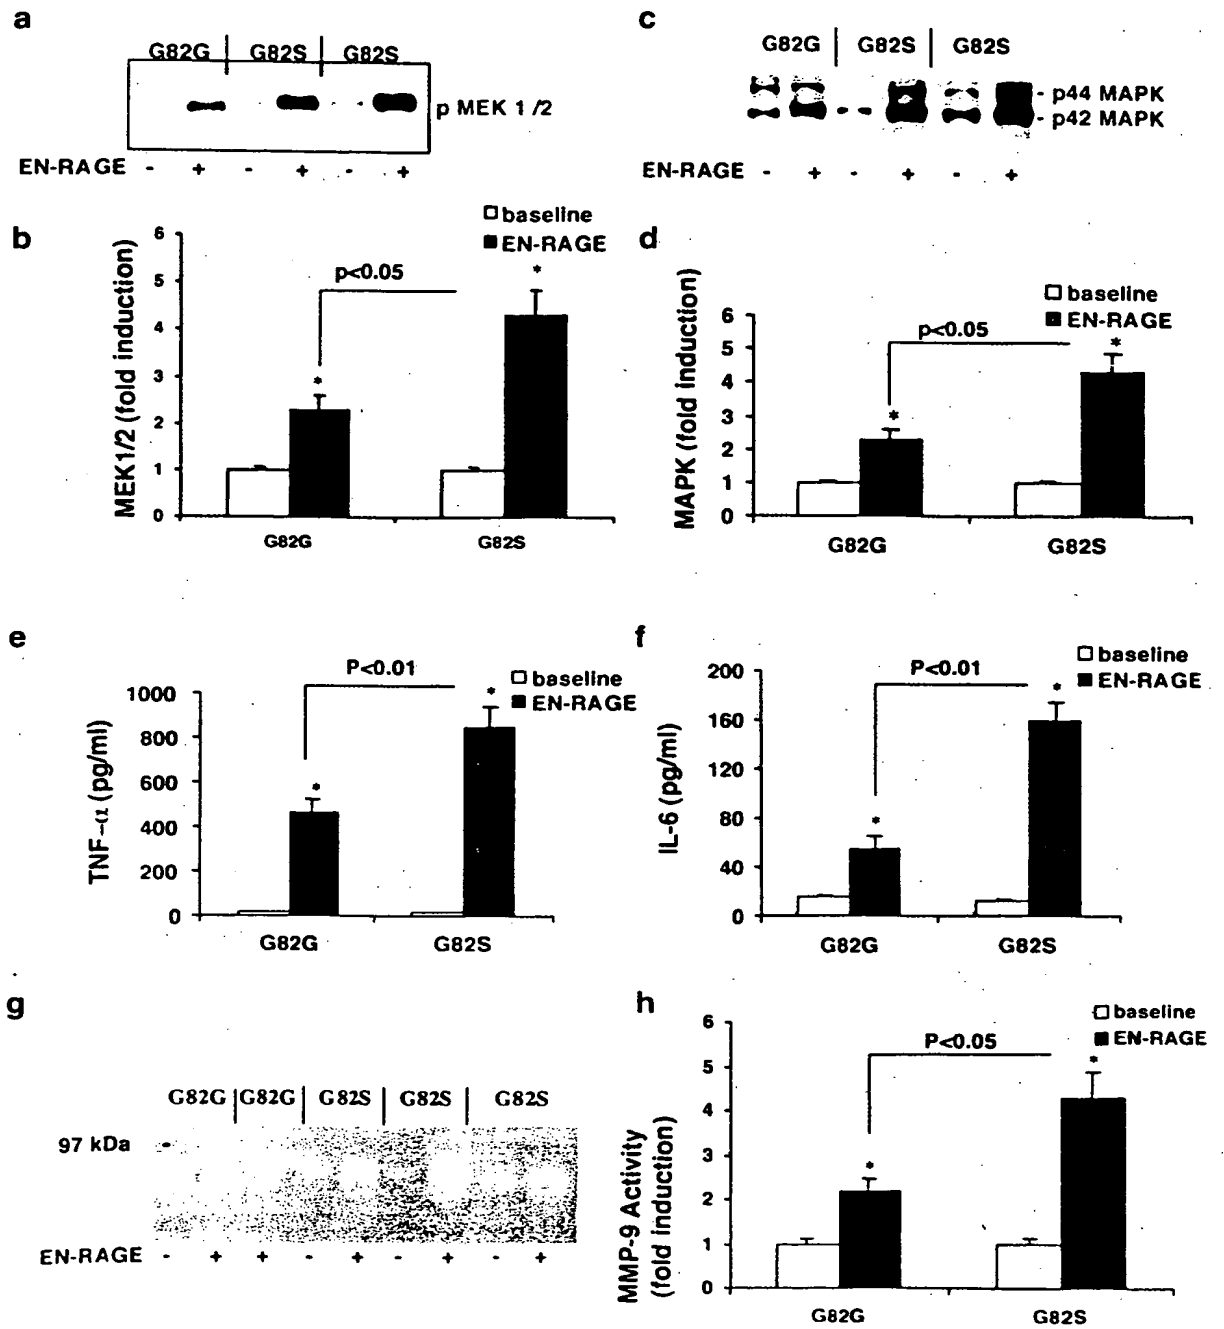 a
G82G | G82S | G82S
p MEK 1/2
EN-RAGE - + - + - +
c
G82G | G82S | G82S
- p44 MAPK
- p42 MAPK
EN-RAGE - + - + - +
b
baseline
EN-RAGE
MEK1/2 (fold induction)
6
5
4
3
2
1
0
p<0.05
*
*
G82G
G82S
d
baseline
EN-RAGE
MAPK (fold induction)
6
5
4
3
2
1
0
p<0.05
*
*
G82G
G82S
e
baseline
EN-RAGE
TNF-α (pg/ml)
1000
800
600
400
200
0
P<0.01
*
*
G82G
G82S
f
baseline
EN-RAGE
IL-6 (pg/ml)
200
160
120
80
40
0
P<0.01
*
*
G82G
G82S
g
G82G | G82G | G82S | G82S | G82S
97 kDa
EN-RAGE - + + - + - + - +
h
baseline
EN-RAGE
MMP-9 Activity
(fold induction)
6
5
4
3
2
1
0
P<0.05
*
*
G82G
G82S